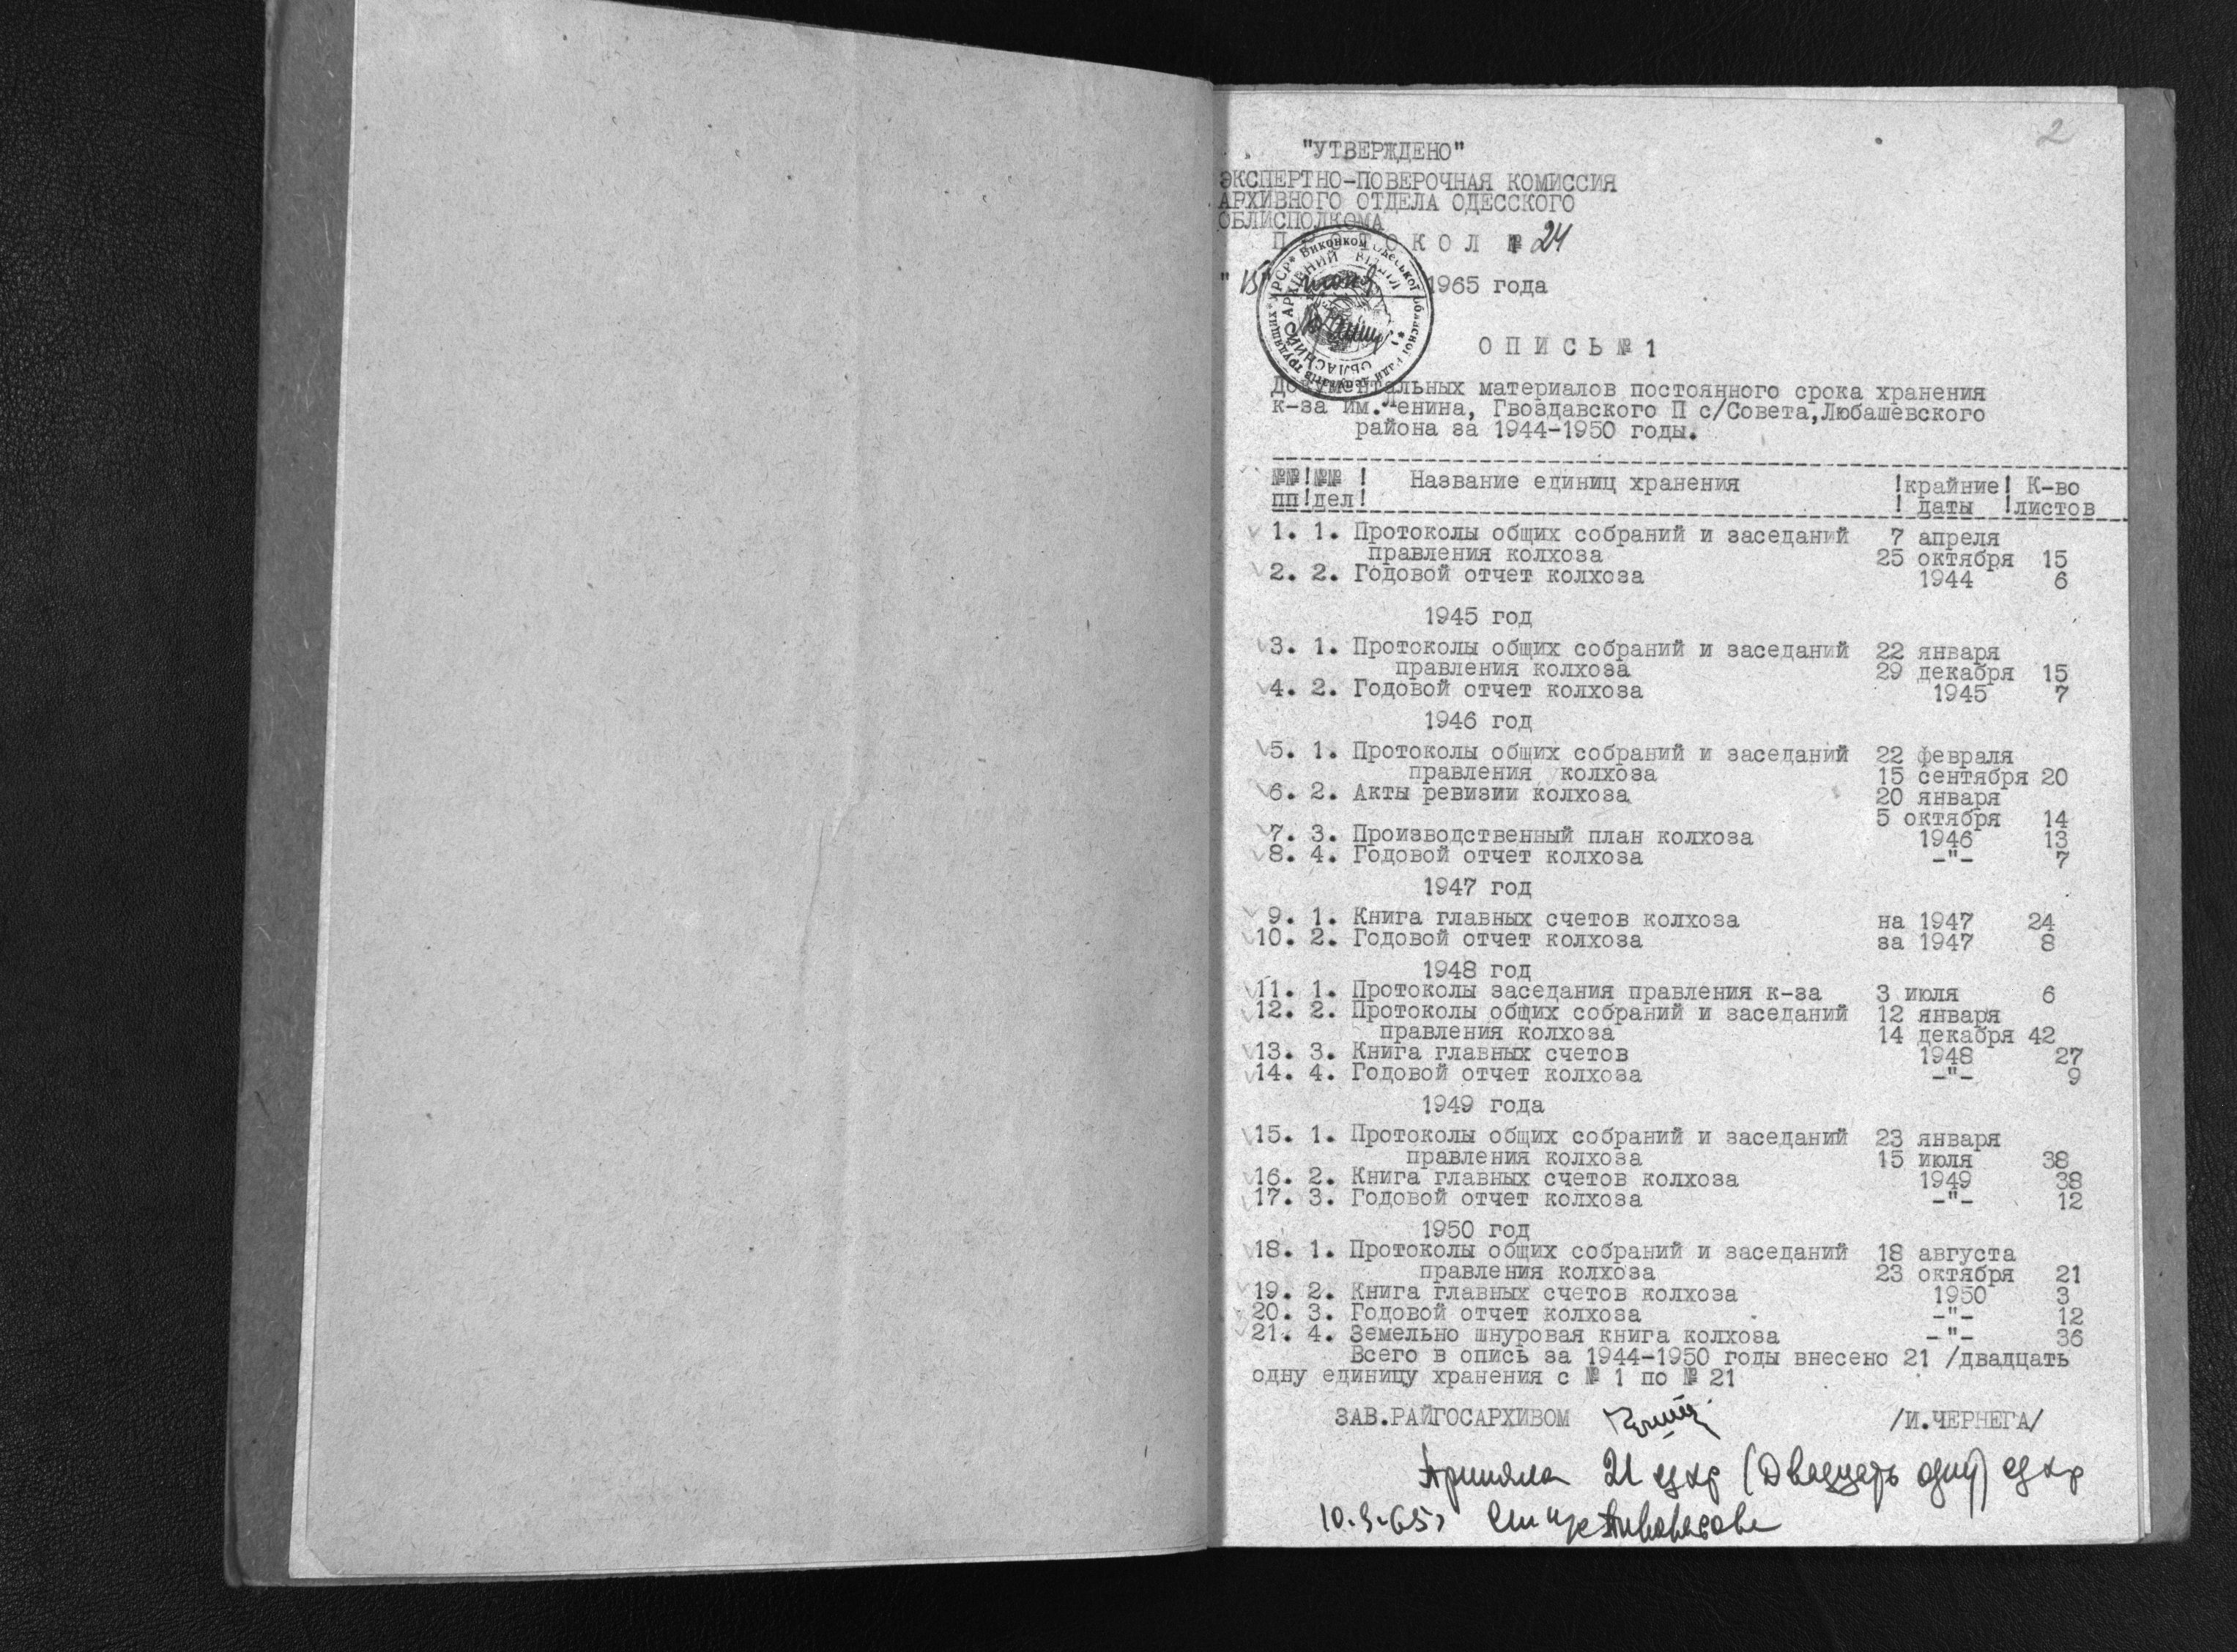 2
"УТВЕРЖДЕНО"
ЭКСПЕРТНО-ПОВЕРОЧНАЯ КОМИССИЯ
АРХИВНОГО ОТДЕЛА ОДЕССКОГО
ОБЛИСПОЛКОМА
П Р О Т О К О Л № 24
"15" июня 1965 года
О П И С Ь № 1
Документальных материалов постоянного срока хранения
к-за им.Ленина, Гвоздавского П с/Совета,Любашевского
района за 1944-1950 годы.
№№!№№ ! Название единиц хранения !крайние! К-во
пп!дел! ! даты !листов
1. 1. Протоколы общих собраний и заседаний 7 апреля
правления колхоза 25 октября 15
2. 2. Годовой отчет колхоза 1944 6
1945 год
3. 1. Протоколы общих собраний и заседаний 22 января
правления колхоза 29 декабря 15
4. 2. Годовой отчет колхоза 1945 7
1946 год
5. 1. Протоколы общих собраний и заседаний 22 февраля
правления колхоза 15 сентября 20
6. 2. Акты ревизии колхоза 20 января
5 октября 14
7. 3. Производственный план колхоза 1946 13
8. 4. Годовой отчет колхоза -"- 7
1947 год
9. 1. Книга главных счетов колхоза на 1947 24
10. 2. Годовой отчет колхоза за 1947 8
1948 год
11. 1. Протоколы заседания правления к-за 3 июля 6
12. 2. Протоколы общих собраний и заседаний 12 января
правления колхоза 14 декабря 42
13. 3. Книга главных счетов 1948 27
14. 4. Годовой отчет колхоза -"- 9
1949 года
15. 1. Протоколы общих собраний и заседаний 23 января
правления колхоза 15 июля 38
16. 2. Книга главных счетов колхоза 1949 38
17. 3. Годовой отчет колхоза -"- 12
1950 год
18. 1. Протоколы общих собраний и заседаний 18 августа
правления колхоза 23 октября 21
19. 2. Книга главных счетов колхоза 1950 3
20. 3. Годовой отчет колхоза -"- 12
21. 4. Земельно шнуровая книга колхоза -"- 36
Всего в опись за 1944-1950 годы внесено 21 /двадцать
одну единицу хранения с № 1 по № 21
ЗАВ.РАЙГОСАРХИВОМ /И.ЧЕРНЕГА/
Приняла 21 ед хр (Двадцать одну) ед хр